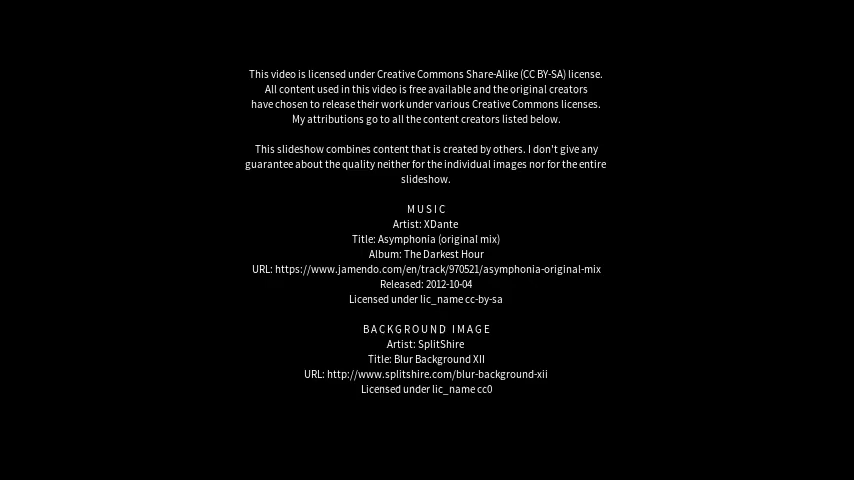 This video is licensed under Creative Commons Share-Alike (CC BY-SA) license.
All content used in this video is free available and the original creators
have chosen to release their work under various Creative Commons licenses.
My attributions go to all the content creators listed below.
This slideshow combines content that is created by others. I don't give any
guarantee about the quality neither for the individual images nor for the entire
slideshow.
MUSIC
Artist: XDante
Title: Asymphonia (original mix)
Album: The Darkest Hour
URL: https://www.jamendo.com/en/track/970521/asymphonia-original-mix
Released: 2012-10-04
Licensed under lic_name cc-by-sa
BACKGROUND IMAGE
Artist: SplitShire
Title: Blur Background XII
URL: http://www.splitshire.com/blur-background-xii
Licensed under lic_name cc0